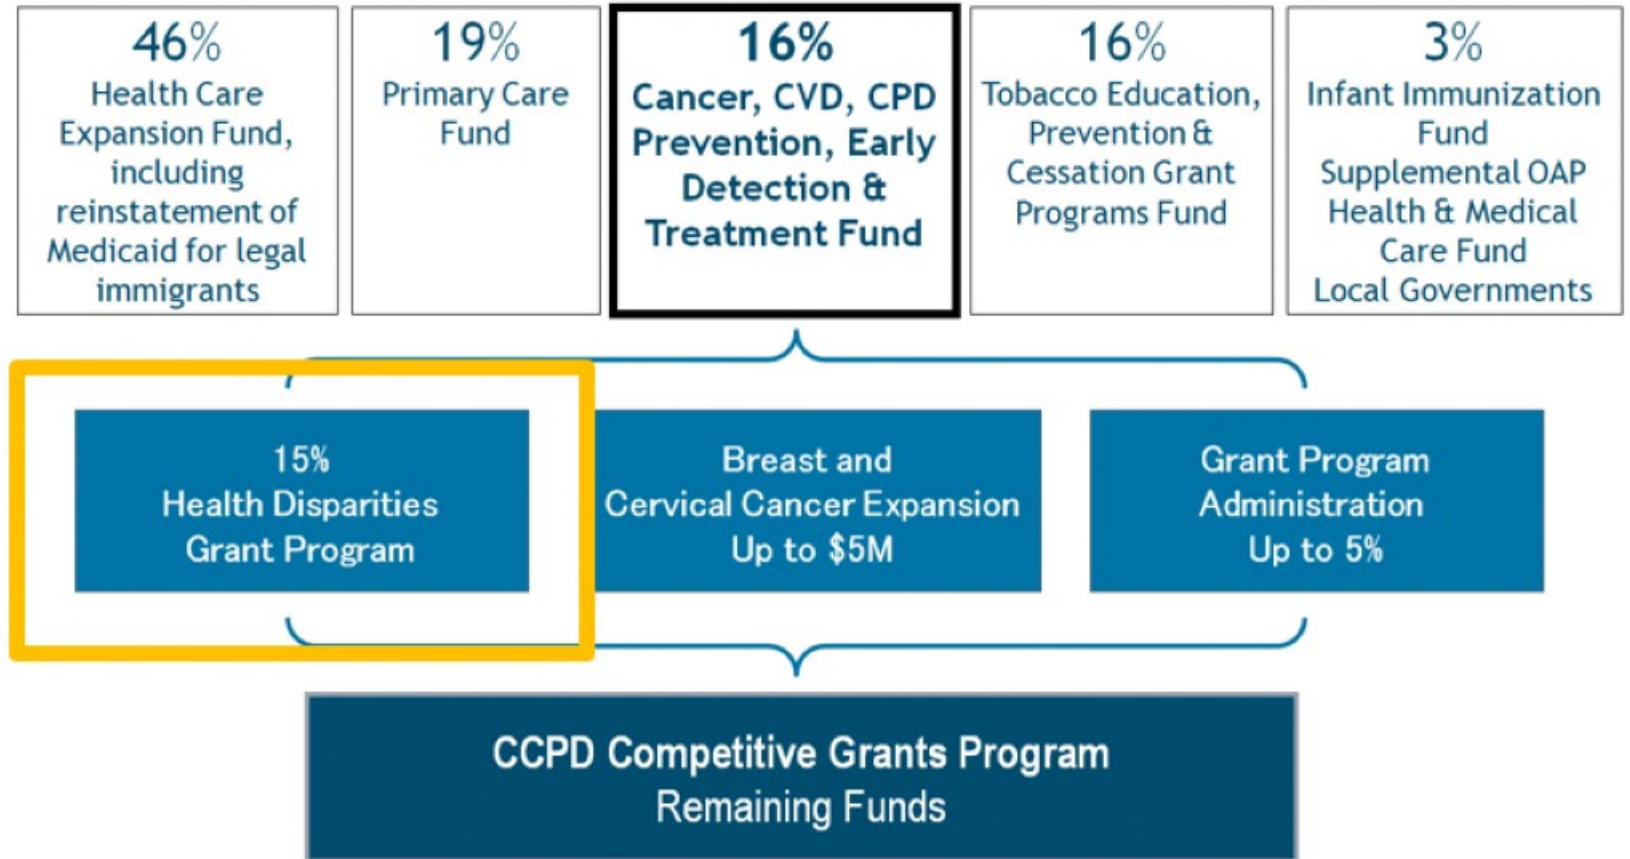 46%
Health Care
Expansion Fund,
including
reinstatement of
Medicaid for legal
immigrants
19%
Primary Care
Fund
16%
Cancer, CVD, CPD
Prevention, Early
Detection &
Treatment Fund
16%
Tobacco Education,
Prevention &
Cessation Grant
Programs Fund
3%
Infant Immunization
Fund
Supplemental OAP
Health & Medical
Care Fund
Local Governments
15%
Health Disparities
Grant Program
Breast and
Cervical Cancer Expansion
Up to $5M
Grant Program
Administration
Up to 5%
CCPD Competitive Grants Program
Remaining Funds